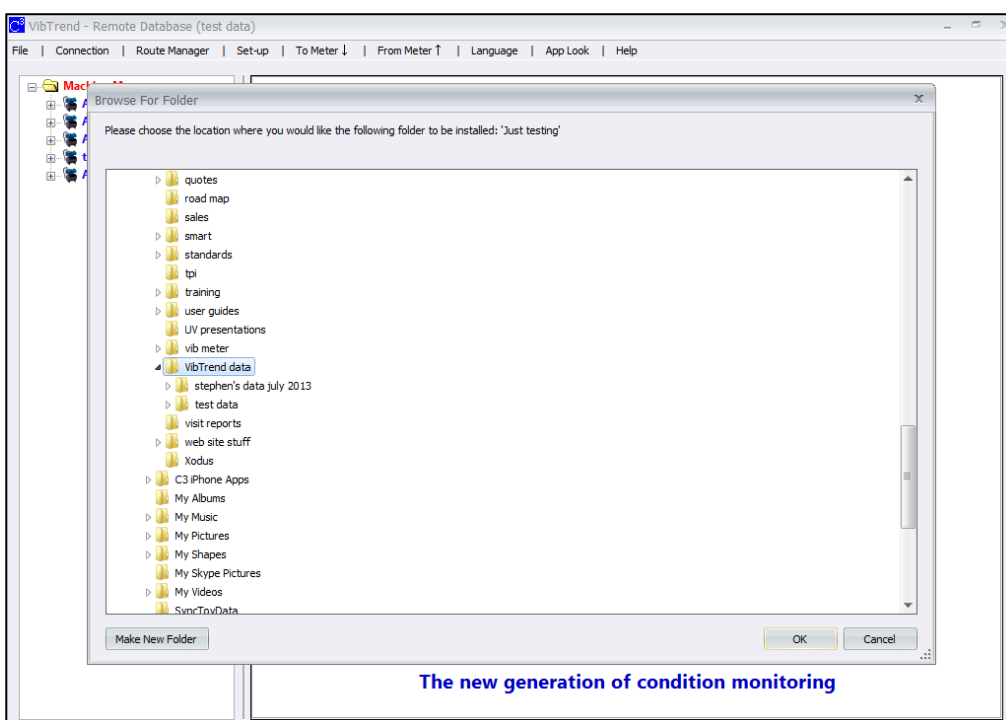 C³ VibTrend - Remote Database (test data)
File | Connection | Route Manager | Set-up | To Meter↓ | From Meter↑ | Language | App Look | Help
Browse For Folder
Please choose the location where you would like the following folder to be installed: 'Just testing'
quotes
road map
sales
smart
standards
tpi
training
user guides
UV presentations
vib meter
VibTrend data
stephen's data july 2013
test data
visit reports
web site stuff
Xodus
C3 iPhone Apps
My Albums
My Music
My Pictures
My Shapes
My Skype Pictures
My Videos
SyncToyData
Make New Folder OK Cancel
The new generation of condition monitoring